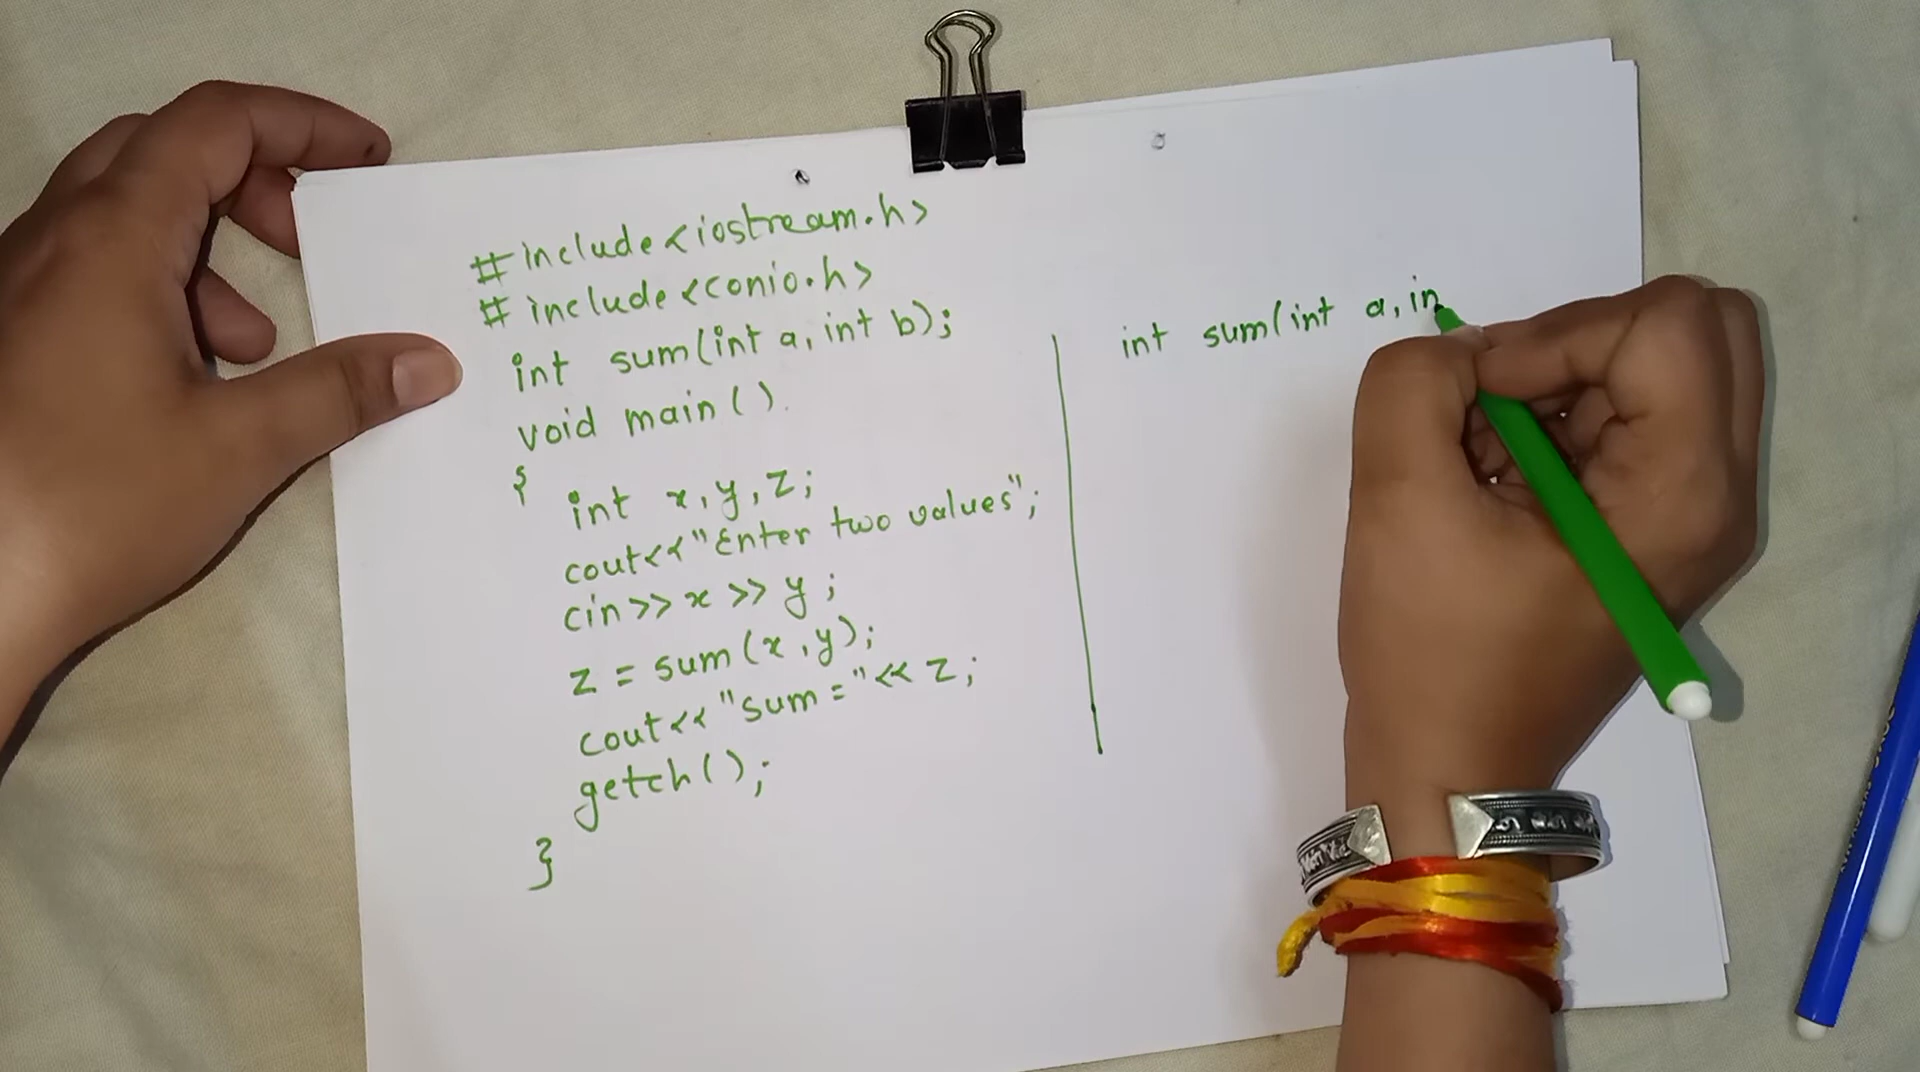 #include<iostream.h>
#include<conio.h>
int sum(int a, int b);
void main()
{
int x, y, z;
cout<<"Enter two values";
cin>>x>>y;
z = sum(x,y);
cout<<"sum="<<z;
getch();
}
int sum(int a, in